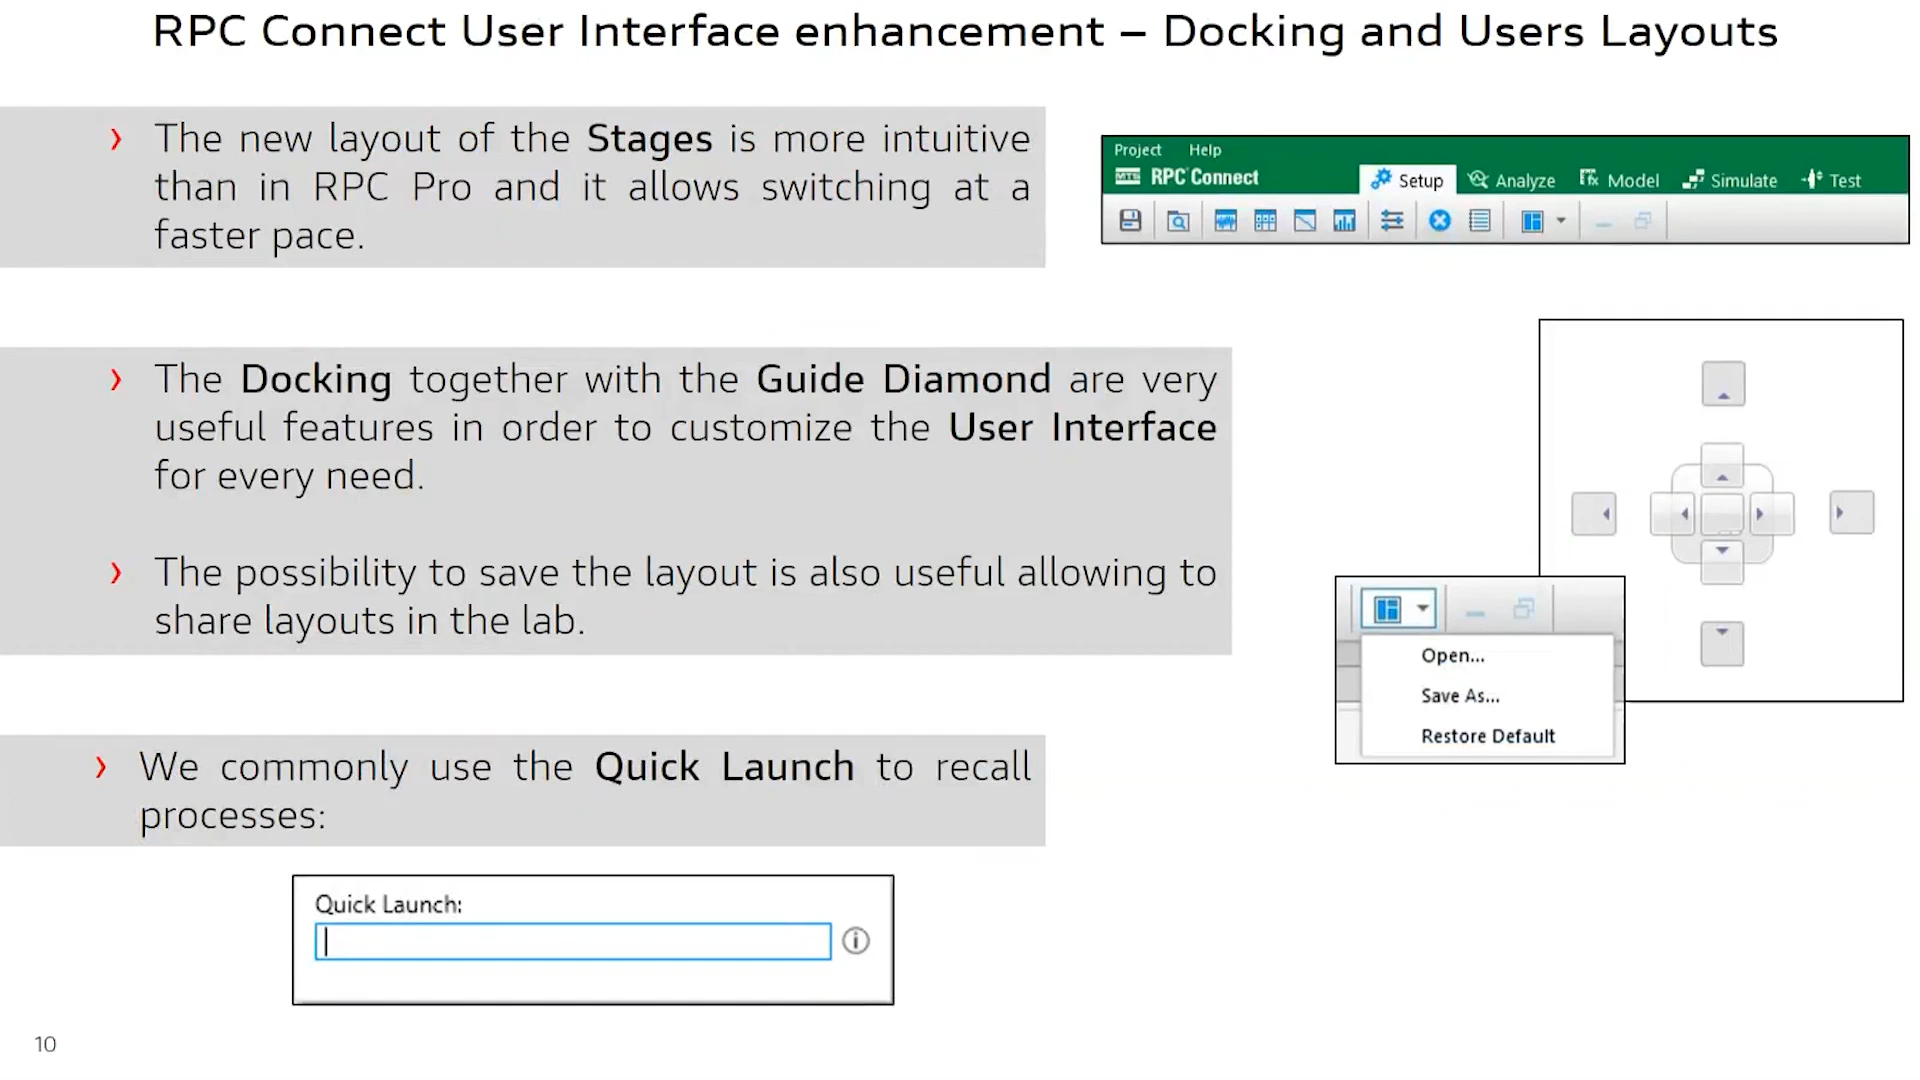 RPC Connect User Interface enhancement – Docking and Users Layouts
› The new layout of the Stages is more intuitive
than in RPC Pro and it allows switching at a
faster pace.
Project Help
MTS RPC Connect
Setup Analyze Model Simulate Test
› The Docking together with the Guide Diamond are very
useful features in order to customize the User Interface
for every need.
› The possibility to save the layout is also useful allowing to
share layouts in the lab.
Open...
Save As...
Restore Default
› We commonly use the Quick Launch to recall
processes:
Quick Launch:
10